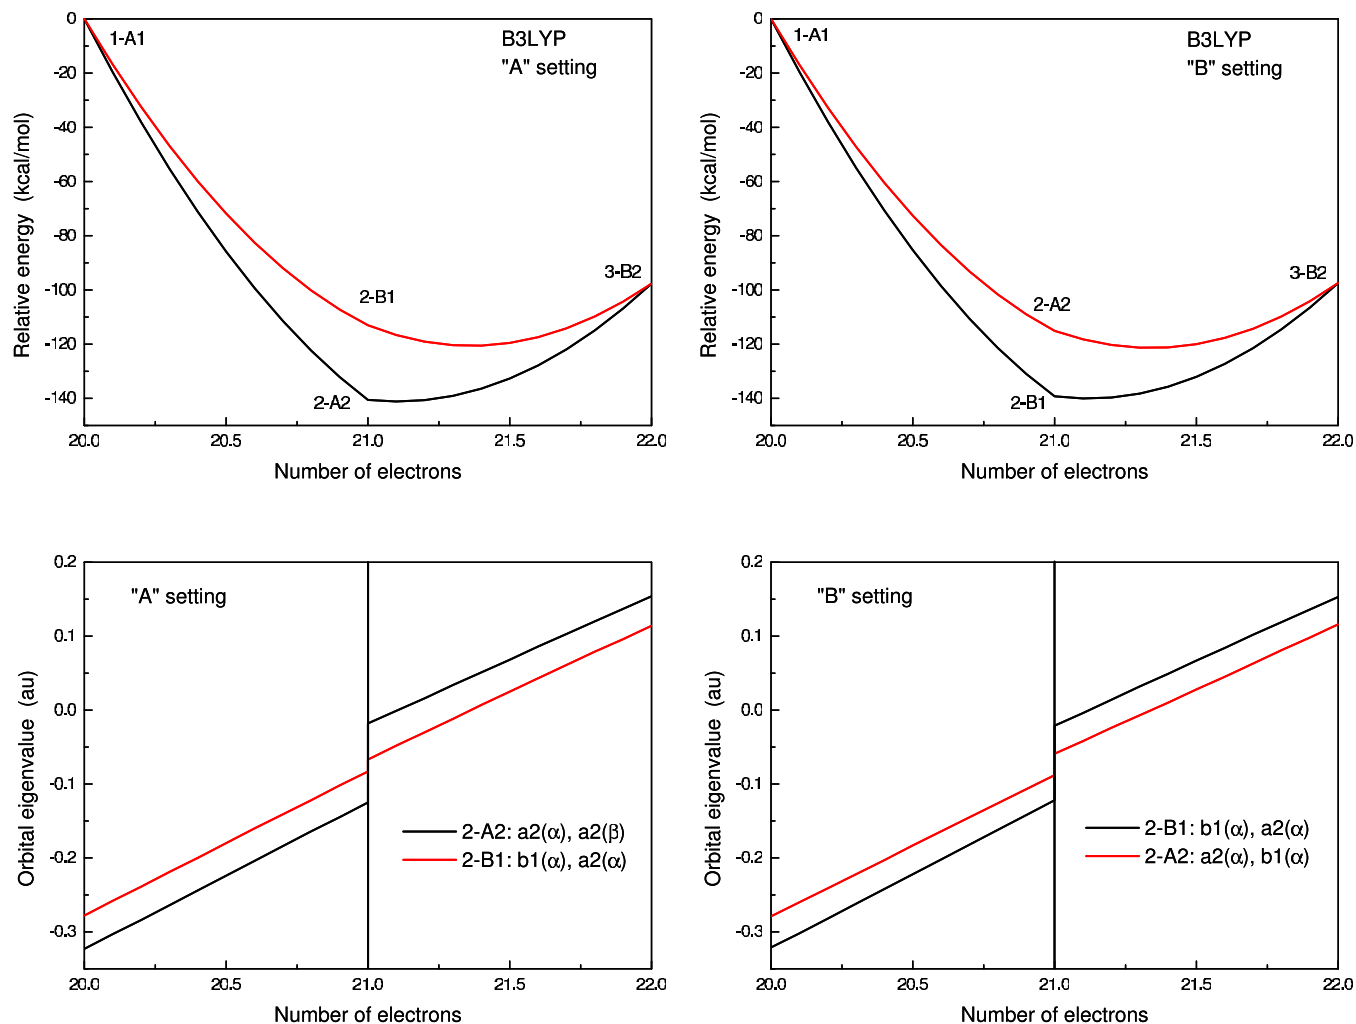 B3LYP
"A" setting
1-A1
2-B1
3-B2
2-A2
0
-20
-40
-60
-80
-100
-120
-140
20.0
20.5
21.0
21.5
22.0
Relative energy (kcal/mol)
Number of electrons
B3LYP
"B" setting
1-A1
2-A2
3-B2
2-B1
0
-20
-40
-60
-80
-100
-120
-140
20.0
20.5
21.0
21.5
22.0
Relative energy (kcal/mol)
Number of electrons
"A" setting
2-A2: a2(α), a2(β)
2-B1: b1(α), a2(α)
0.2
0.1
0.0
-0.1
-0.2
-0.3
20.0
20.5
21.0
21.5
22.0
Orbital eigenvalue (au)
Number of electrons
"B" setting
2-B1: b1(α), a2(α)
2-A2: a2(α), b1(α)
0.2
0.1
0.0
-0.1
-0.2
-0.3
20.0
20.5
21.0
21.5
22.0
Orbital eigenvalue (au)
Number of electrons